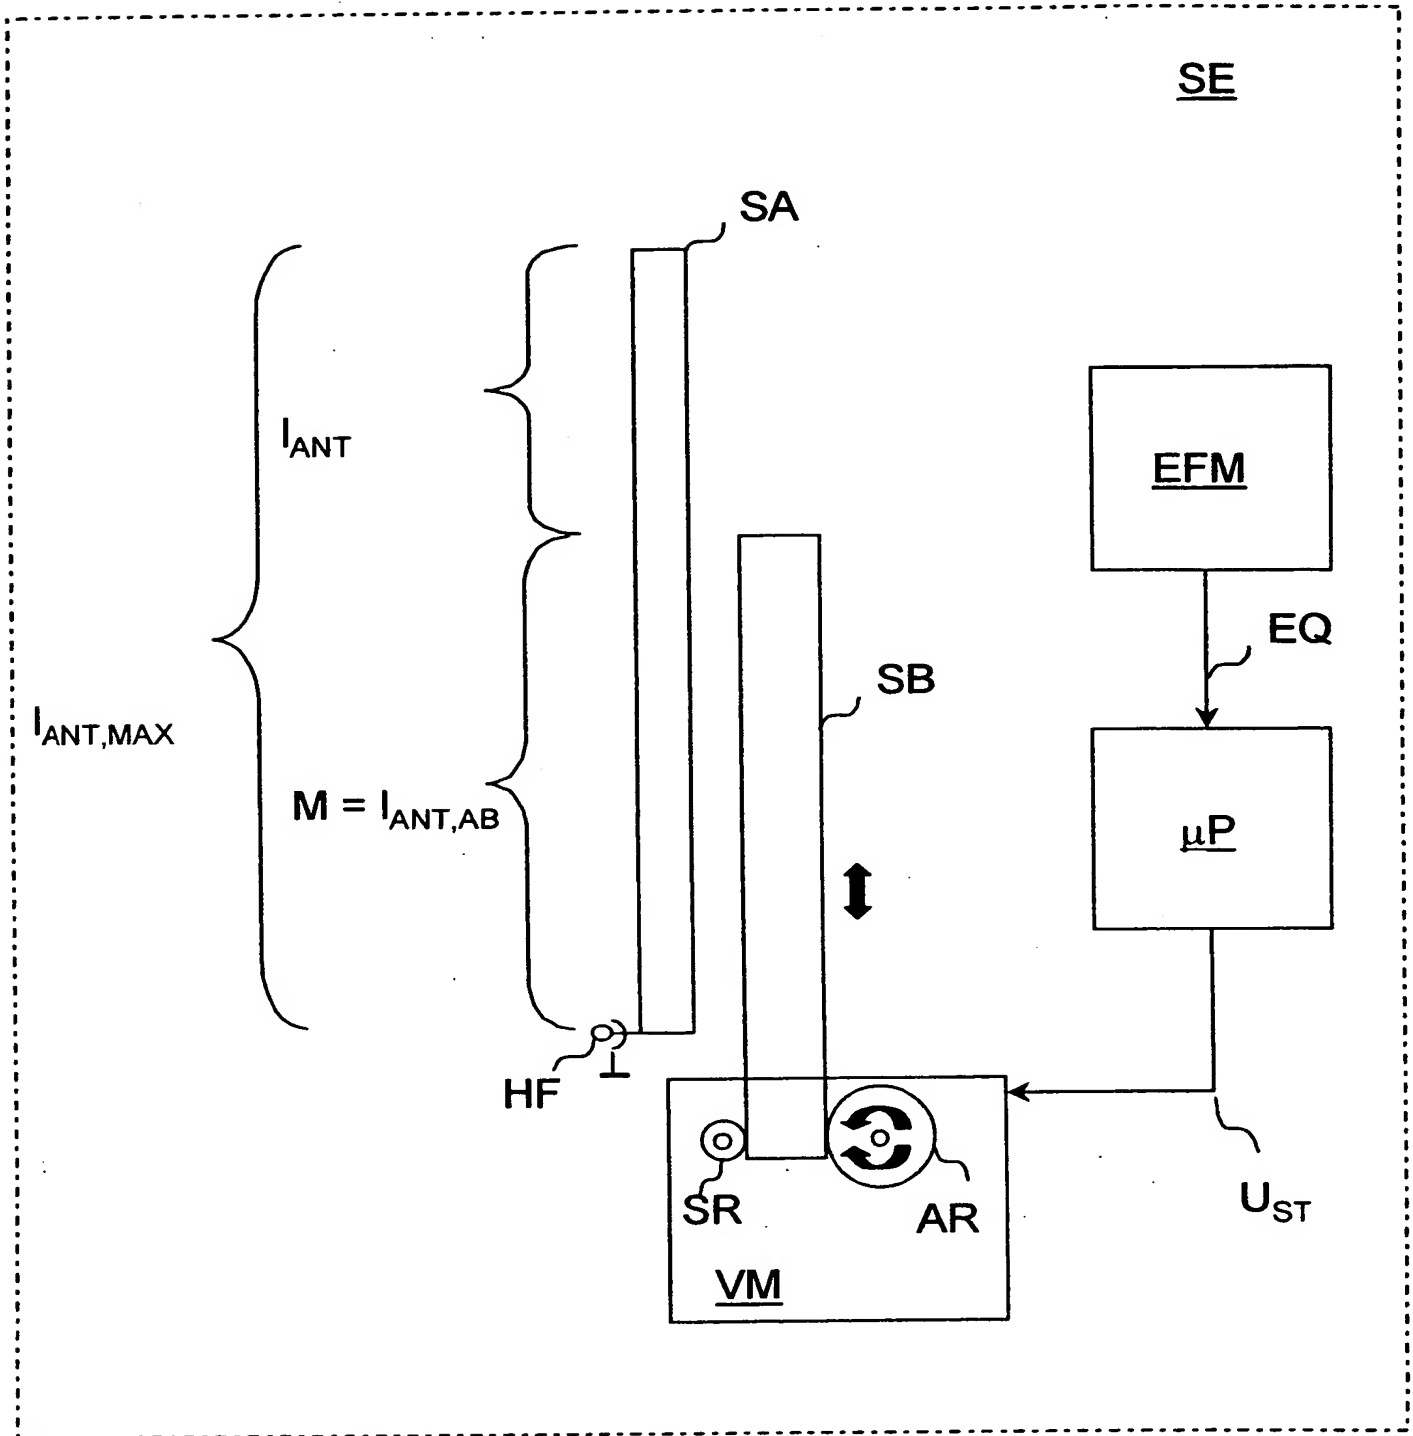 SE
SA
lANT
EFM
EQ
SB
lANT,MAX
M = lANT,AB
μP
HF
SR
AR
UST
VM